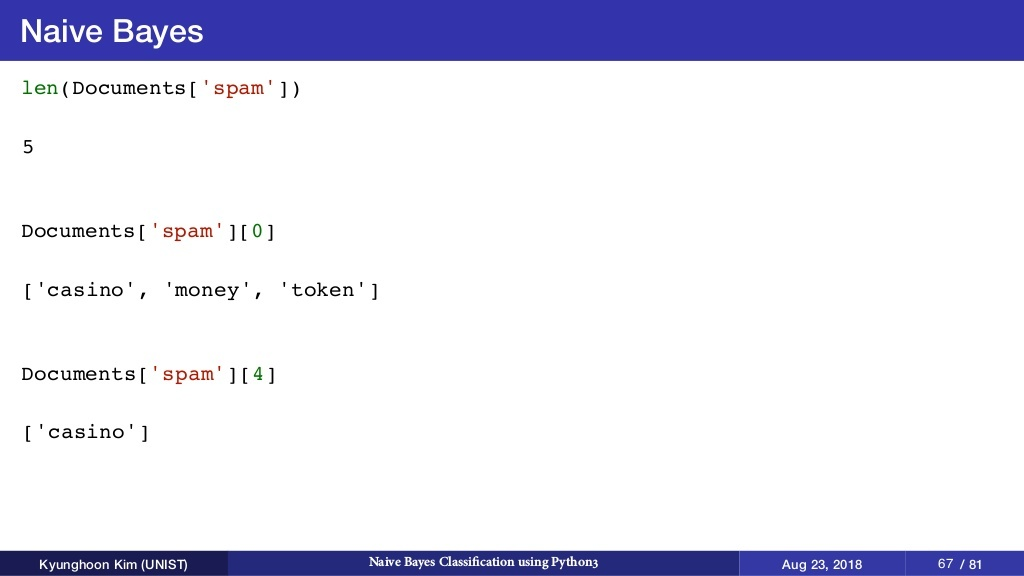 Naive Bayes
len(Documents['spam'])
5
Documents['spam'][0]
['casino', 'money', 'token']
Documents['spam'][4]
['casino']
Kyunghoon Kim (UNIST) Naive Bayes Classification using Python3 Aug 23, 2018 67 / 81